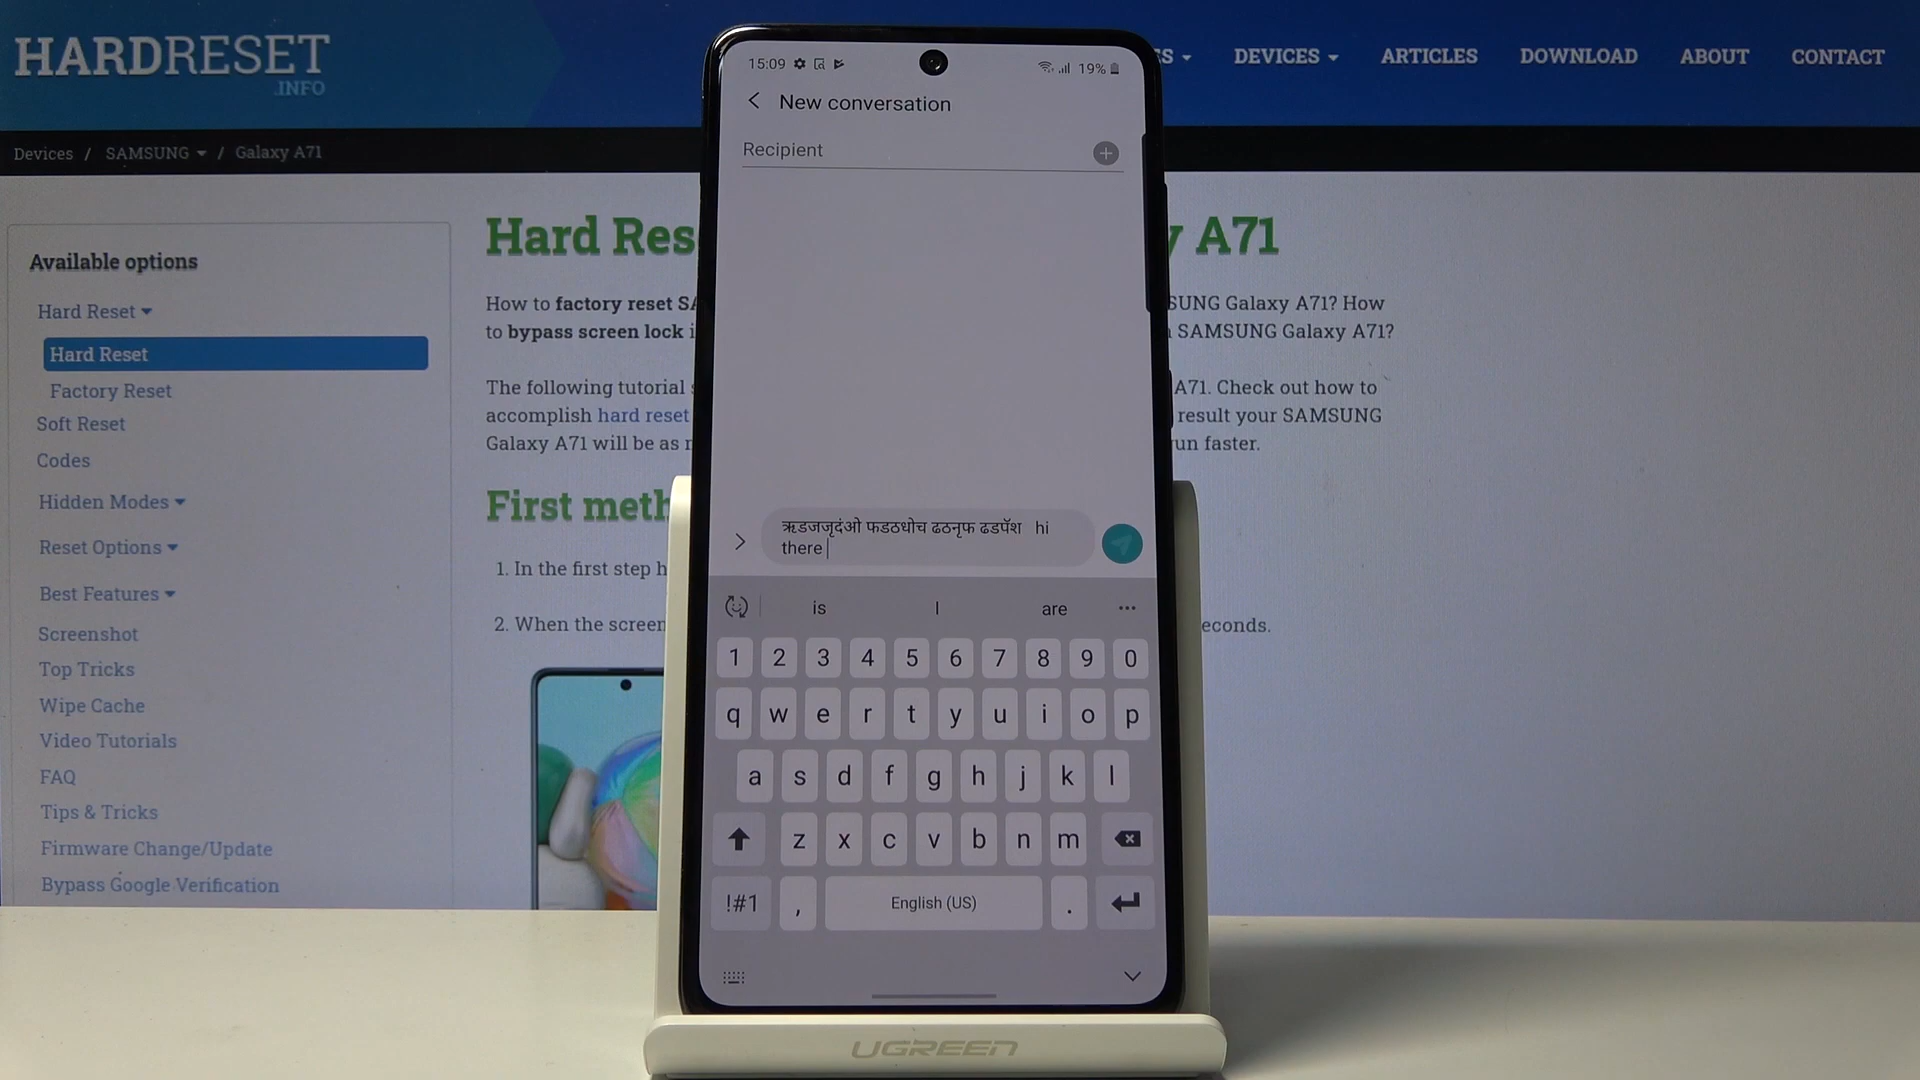 HARDRESET
.INFO
DEVICES
ARTICLES
DOWNLOAD
ABOUT
CONTACT
Devices / SAMSUNG / Galaxy A71
Available options
Hard Reset
Hard Reset
Factory Reset
Soft Reset
Codes
Hidden Modes
Reset Options
Best Features
Screenshot
Top Tricks
Wipe Cache
Video Tutorials
FAQ
Tips & Tricks
Firmware Change/Update
Bypass Google Verification
Hard Res
A71
How to factory reset
SUNG Galaxy A71? How
to bypass screen lock
SAMSUNG Galaxy A71?
The following tutorial
A71. Check out how to
accomplish hard reset
result your SAMSUNG
Galaxy A71 will be as
un faster.
First meth
1. In the first step
2. When the screen
econds.
15:09
19%
New conversation
Recipient
ऋडजजृदंओ फडठधोच ढठनृफ ढडपॅश hi
there
is I are
1 2 3 4 5 6 7 8 9 0
q w e r t y u i o p
a s d f g h j k l
z x c v b n m
!#1 , English (US) .
UGREEN